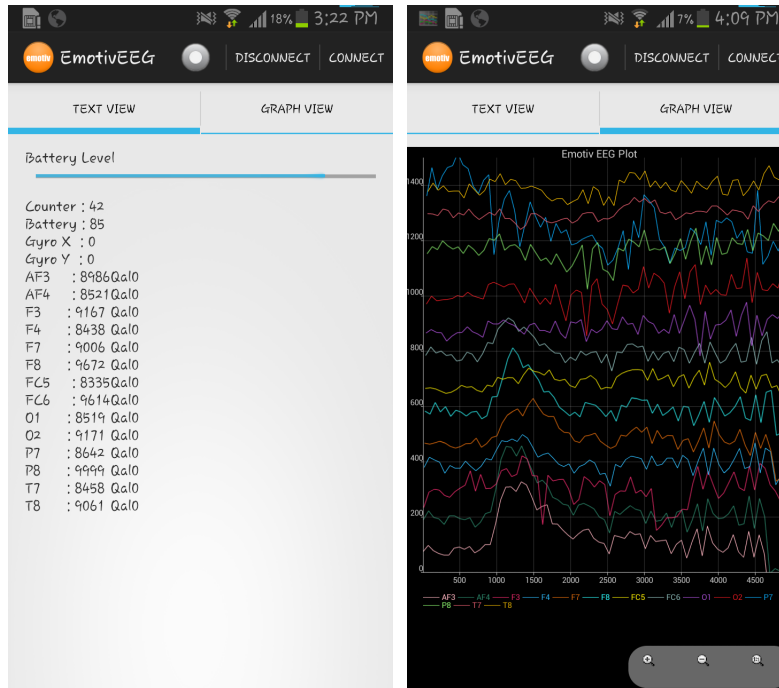 18% 3:22 PM
emotiv EmotivEEG DISCONNECT CONNECT
TEXT VIEW GRAPH VIEW
Battery Level
Counter : 42
Battery : 85
Gyro X : 0
Gyro Y : 0
AF3 : 8986Qal0
AF4 : 8521Qal0
F3 : 9167 Qal0
F4 : 8438 Qal0
F7 : 9006 Qal0
F8 : 9672 Qal0
FC5 : 8335Qal0
FC6 : 9614Qal0
O1 : 8519 Qal0
O2 : 9171 Qal0
P7 : 8642 Qal0
P8 : 9999 Qal0
T7 : 8458 Qal0
T8 : 9061 Qal0
7% 4:09 PM
emotiv EmotivEEG DISCONNECT CONNECT
TEXT VIEW GRAPH VIEW
Emotiv EEG Plot
1400
1200
1000
800
600
400
200
0
500 1000 1500 2000 2500 3000 3500 4000 4500
AF3 AF4 F3 F4 F7 F8 FC5 FC6 O1 O2 P7
P8 T7 T8